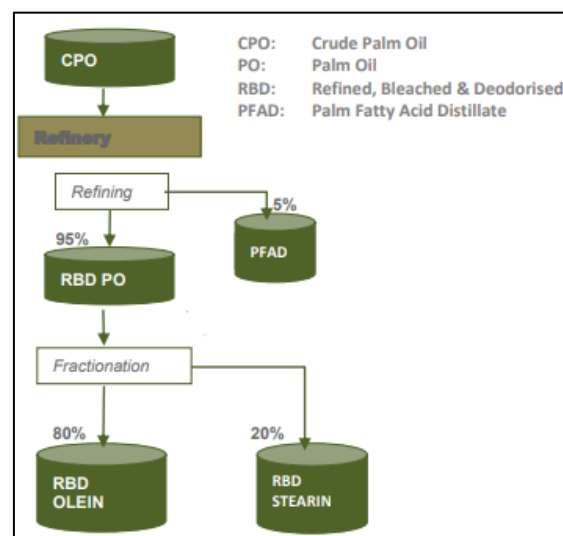 CPO
CPO: Crude Palm Oil
PO: Palm Oil
RBD: Refined, Bleached & Deodorised
PFAD: Palm Fatty Acid Distillate
Refinery
Refining
5%
95%
PFAD
RBD PO
Fractionation
80%
20%
RBD
OLEIN
RBD
STEARIN